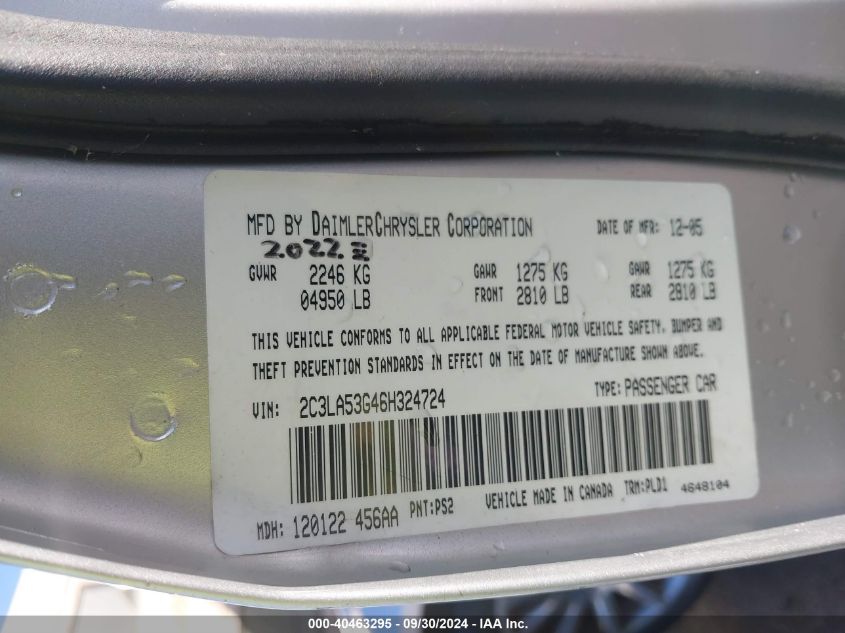 MFD BY DAIMLERCHRYSLER CORPORATION DATE OF MFR: 12-05
2022
GVWR 2246 KG GAWR 1275 KG GAWR 1275 KG
04950 LB FRONT 2810 LB REAR 2810 LB
THIS VEHICLE CONFORMS TO ALL APPLICABLE FEDERAL MOTOR VEHICLE SAFETY, BUMPER AND
THEFT PREVENTION STANDARDS IN EFFECT ON THE DATE OF MANUFACTURE SHOWN ABOVE.
VIN: 2C3LA53G46H324724 TYPE: PASSENGER CAR
MDH: 120122 456AA PNT:PS2 VEHICLE MADE IN CANADA TRM:PLD1 4648104
000-40463295 - 09/30/2024 - IAA Inc.